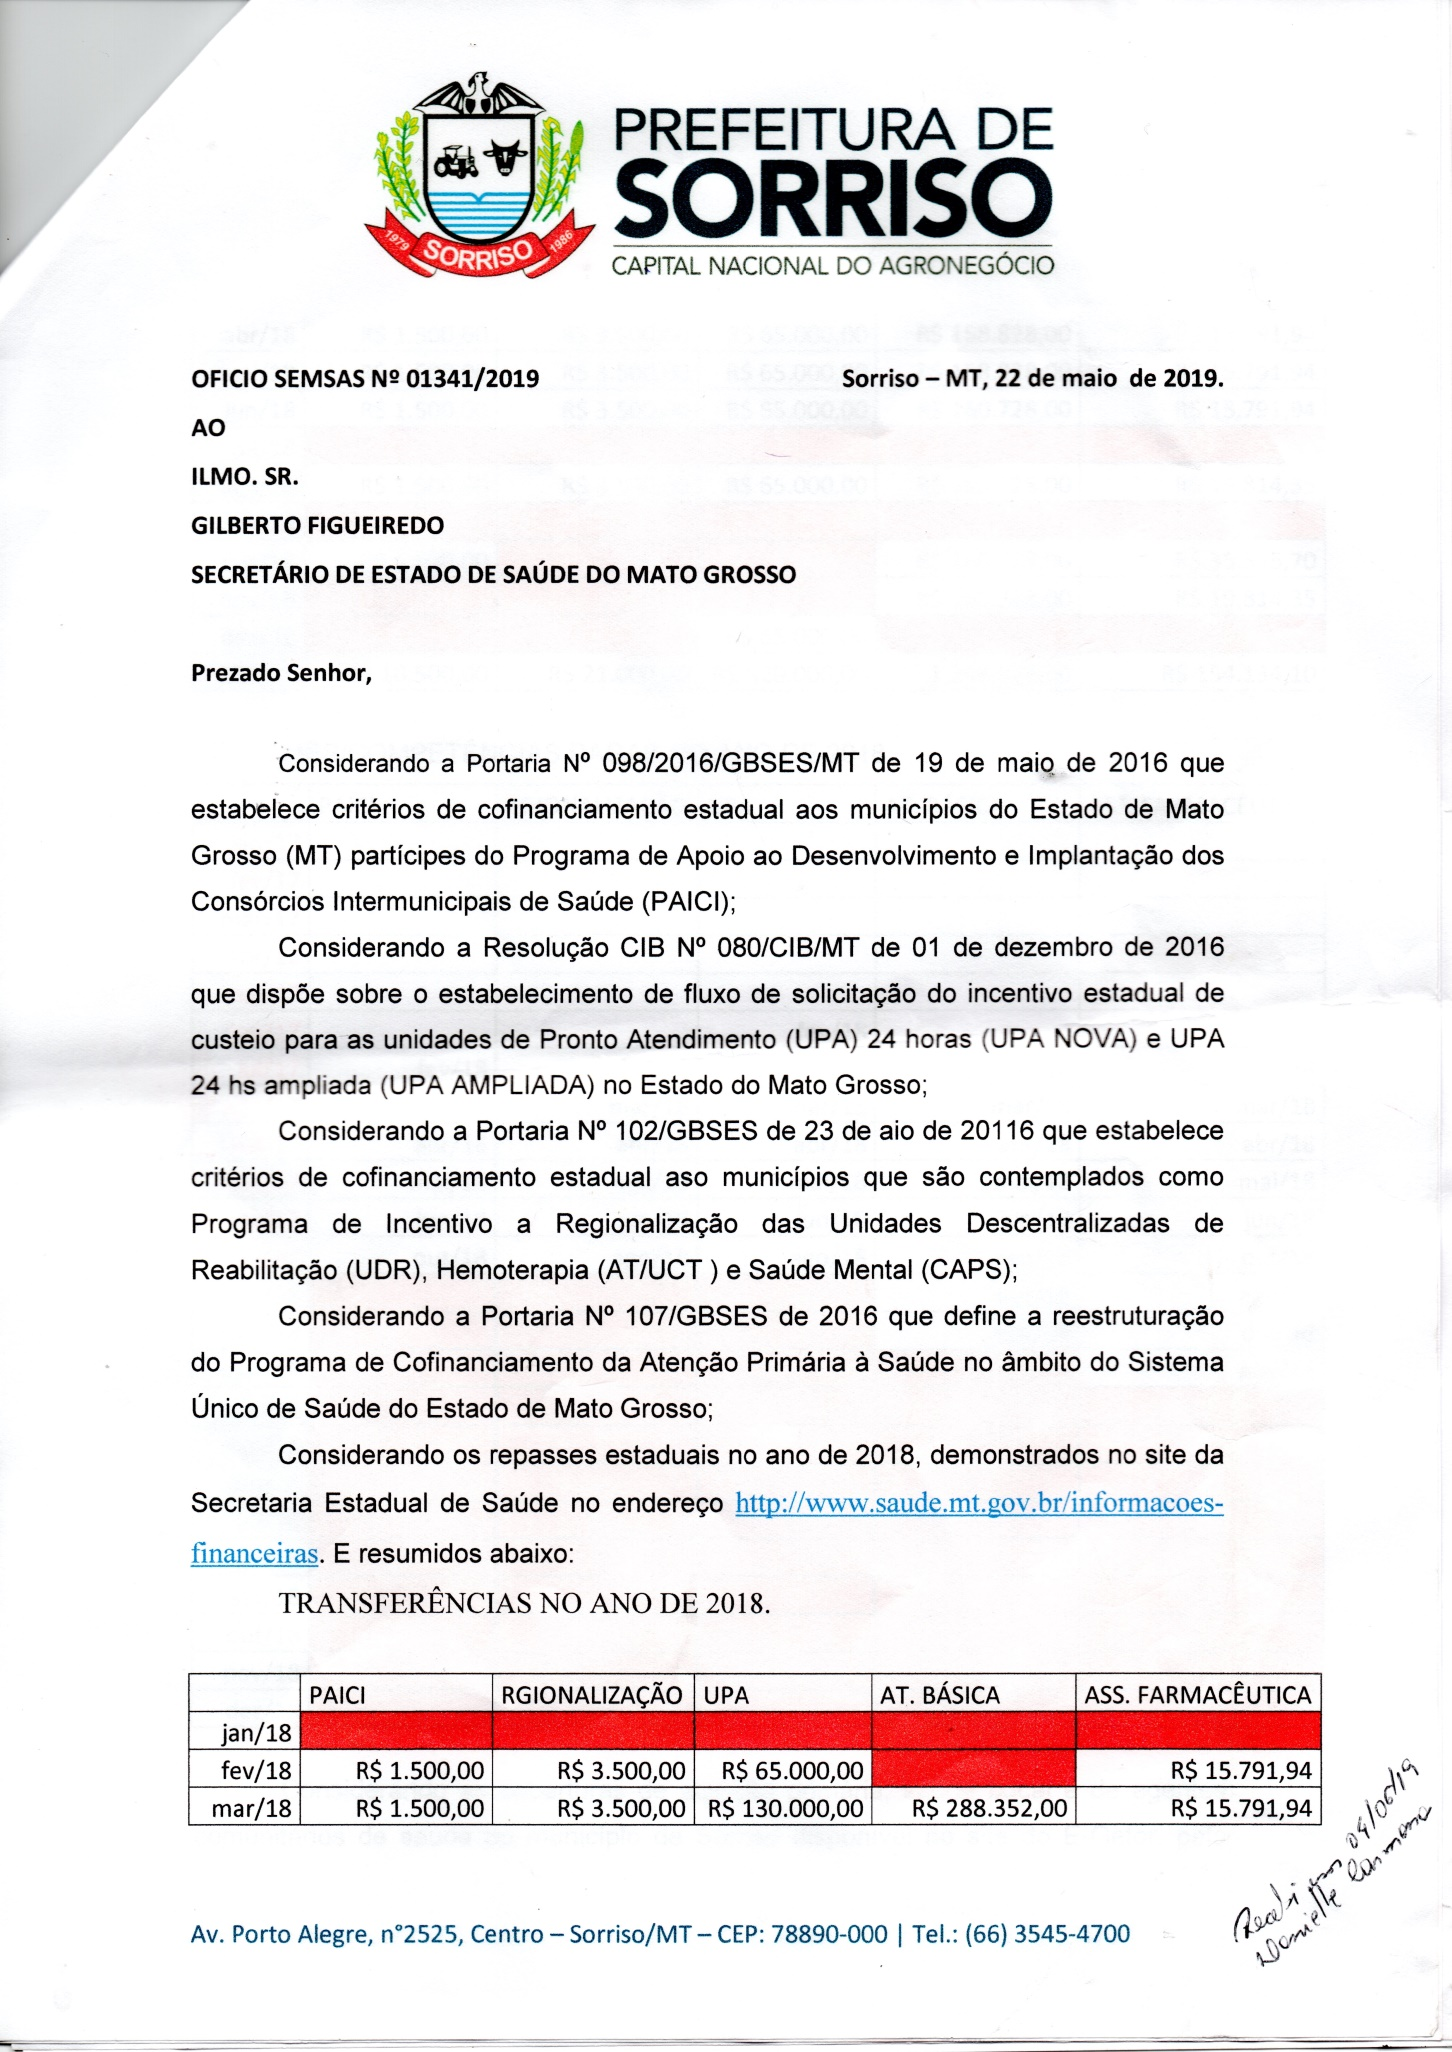 1979 SORRISO 1986
PREFEITURA DE
SORRISO
CAPITAL NACIONAL DO AGRONEGÓCIO
OFICIO SEMSAS Nº 01341/2019 Sorriso – MT, 22 de maio de 2019.
AO
ILMO. SR.
GILBERTO FIGUEIREDO
SECRETÁRIO DE ESTADO DE SAÚDE DO MATO GROSSO
Prezado Senhor,
Considerando a Portaria Nº 098/2016/GBSES/MT de 19 de maio de 2016 que
estabelece critérios de cofinanciamento estadual aos municípios do Estado de Mato
Grosso (MT) partícipes do Programa de Apoio ao Desenvolvimento e Implantação dos
Consórcios Intermunicipais de Saúde (PAICI);
Considerando a Resolução CIB Nº 080/CIB/MT de 01 de dezembro de 2016
que dispõe sobre o estabelecimento de fluxo de solicitação do incentivo estadual de
custeio para as unidades de Pronto Atendimento (UPA) 24 horas (UPA NOVA) e UPA
24 hs ampliada (UPA AMPLIADA) no Estado do Mato Grosso;
Considerando a Portaria Nº 102/GBSES de 23 de aio de 20116 que estabelece
critérios de cofinanciamento estadual aso municípios que são contemplados como
Programa de Incentivo a Regionalização das Unidades Descentralizadas de
Reabilitação (UDR), Hemoterapia (AT/UCT ) e Saúde Mental (CAPS);
Considerando a Portaria Nº 107/GBSES de 2016 que define a reestruturação
do Programa de Cofinanciamento da Atenção Primária à Saúde no âmbito do Sistema
Único de Saúde do Estado de Mato Grosso;
Considerando os repasses estaduais no ano de 2018, demonstrados no site da
Secretaria Estadual de Saúde no endereço http://www.saude.mt.gov.br/informacoes-
financeiras. E resumidos abaixo:
TRANSFERÊNCIAS NO ANO DE 2018.
PAICI RGIONALIZAÇÃO UPA AT. BÁSICA ASS. FARMACÊUTICA
jan/18
fev/18 R$ 1.500,00 R$ 3.500,00 R$ 65.000,00 R$ 15.791,94
mar/18 R$ 1.500,00 R$ 3.500,00 R$ 130.000,00 R$ 288.352,00 R$ 15.791,94
04/06/19
Danielle Carmona
Av. Porto Alegre, n°2525, Centro – Sorriso/MT – CEP: 78890-000 | Tel.: (66) 3545-4700